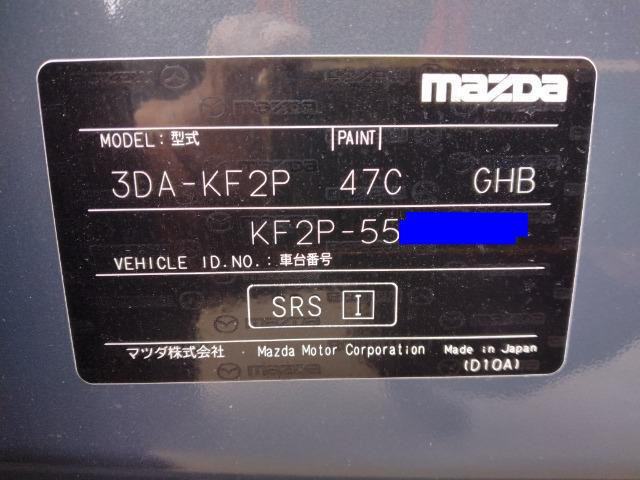 mazda
MODEL: 型式 PAINT
3DA-KF2P 47C GHB
KF2P-55
VEHICLE ID.NO.: 車台番号
SRS I
マツダ株式会社 Mazda Motor Corporation Made in Japan
(D10A)